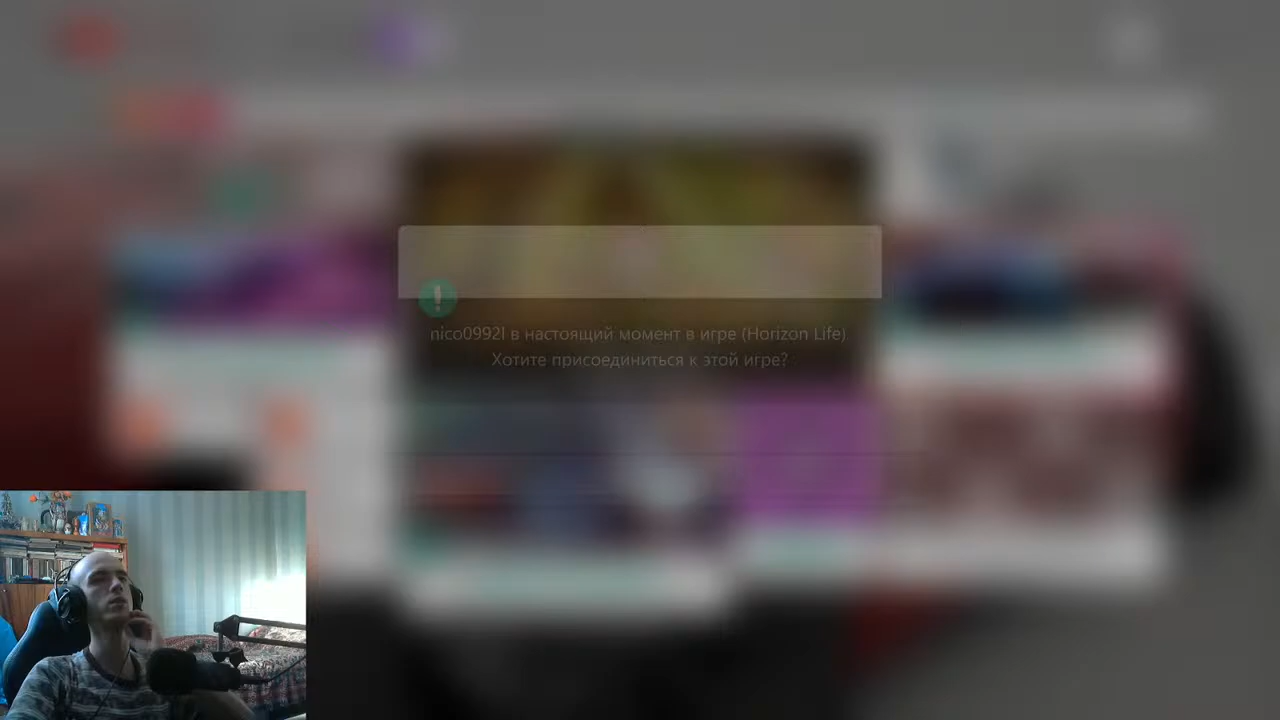 nico0992l в настоящий момент в игре (Horizon Life)
Хотите присоединиться к этой игре?